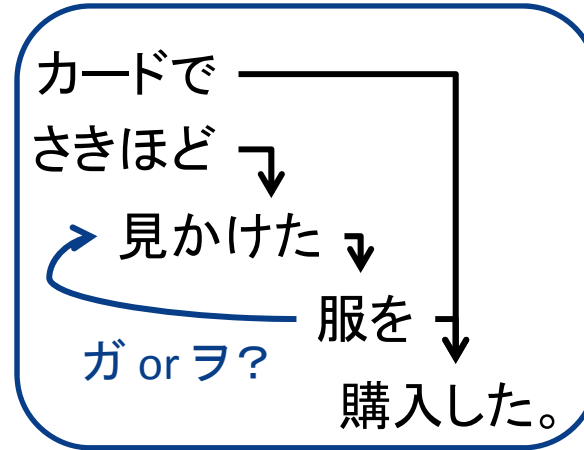 カードで
さきほど
見かけた
服を
ガ or ヲ?
購入した。